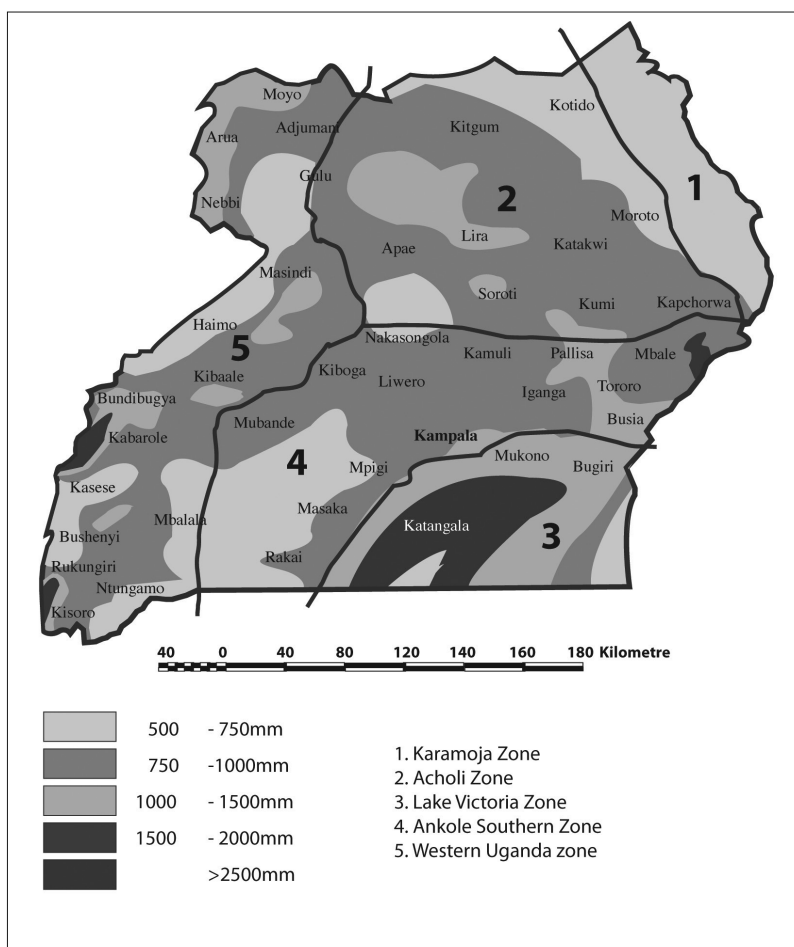 Moyo
Kotido
Arua
Adjumani
Kitgum
Gulu
1
2
Nebbi
Moroto
Lira
Apae
Katakwi
Masindi
Soroti
Kumi
Kapchorwa
Haimo
5
Nakasongola
Kamuli
Pallisa
Mbale
Kiboga
Kibaale
Liwero
Iganga
Tororo
Bundibugya
Mubande
Busia
Kabarole
Kampala
4
Mpigi
Mukono
Bugiri
Kasese
Mbalala
Masaka
Katangala
3
Bushenyi
Rakai
Rukungiri
Ntungamo
Kisoro
40 0 40 80 120 140 160 180 Kilometre
500 - 750mm
750 -1000mm
1000 - 1500mm
1500 - 2000mm
>2500mm
1. Karamoja Zone
2. Acholi Zone
3. Lake Victoria Zone
4. Ankole Southern Zone
5. Western Uganda zone